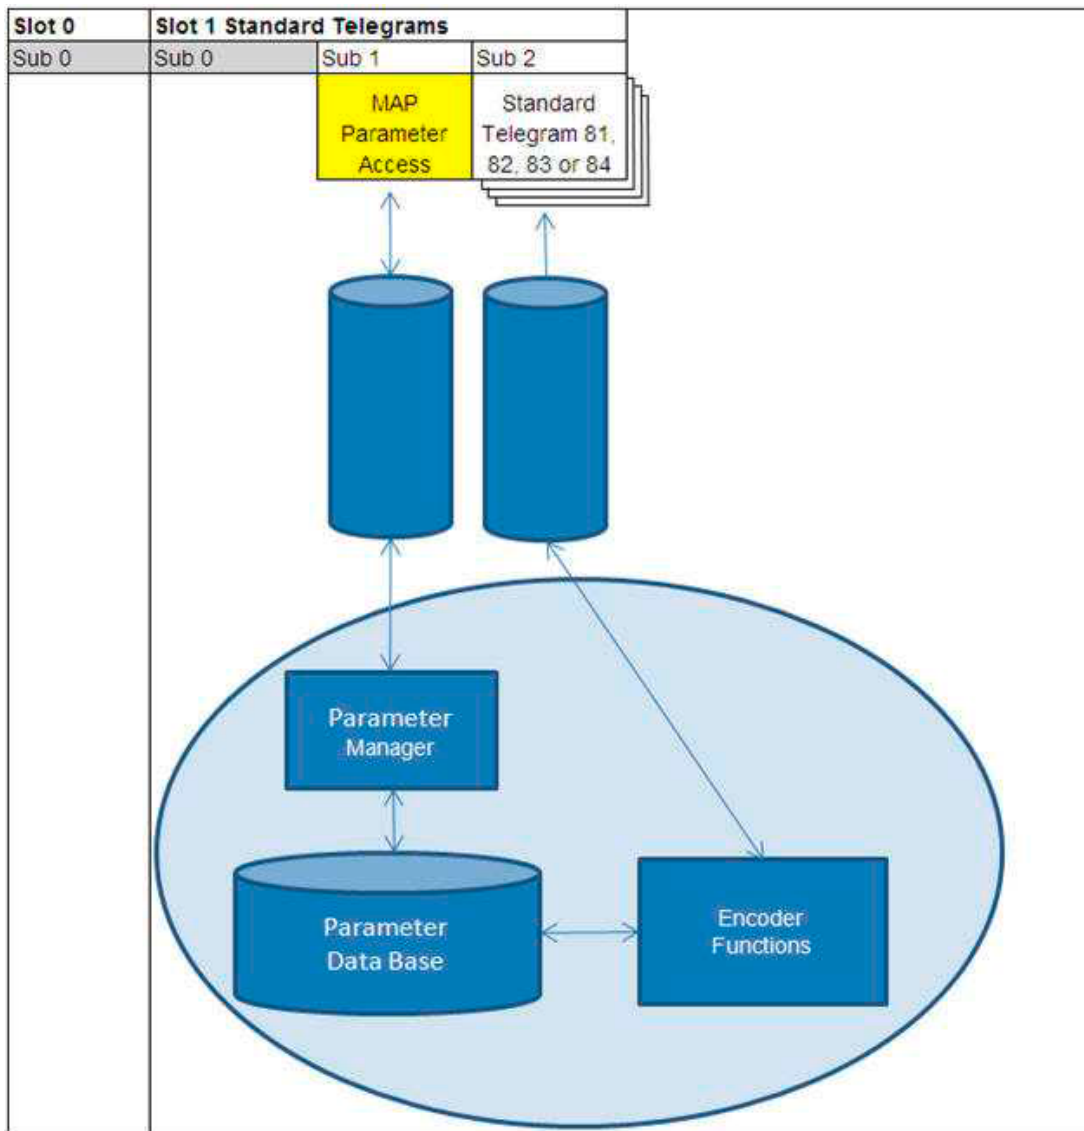 Slot 0 Slot 1 Standard Telegrams
Sub 0 Sub 0 Sub 1 Sub 2
MAP
Parameter
Access
Standard
Telegram 81,
82, 83 or 84
Parameter
Manager
Parameter
Data Base
Encoder
Functions